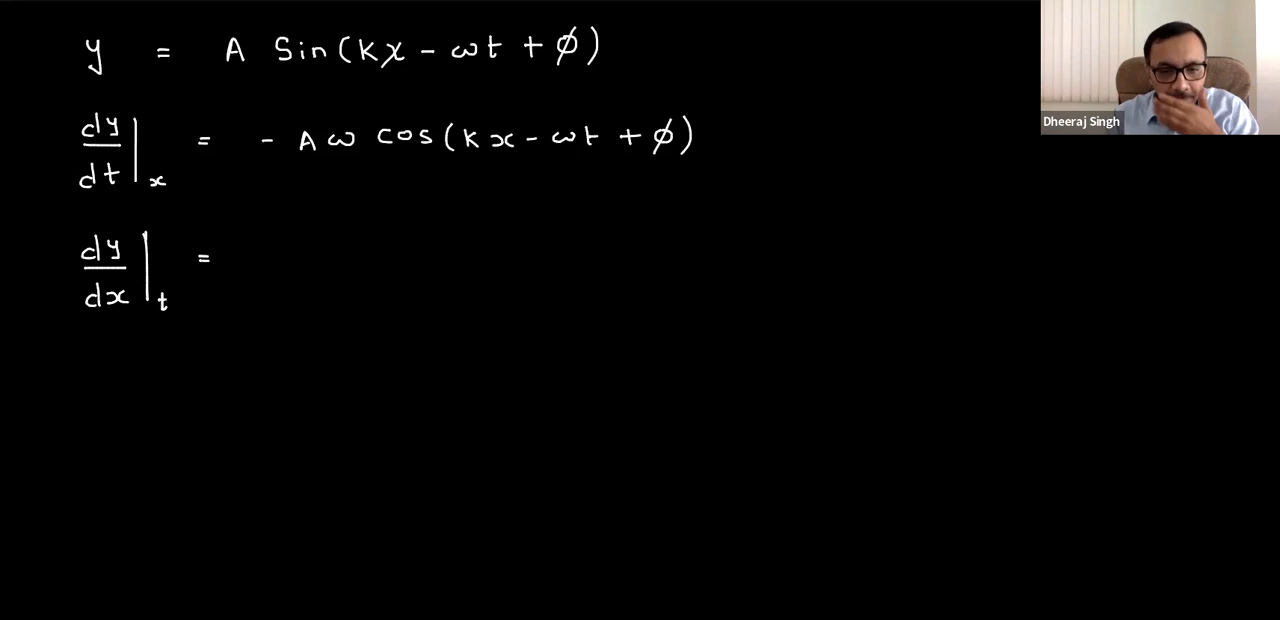 y = A Sin(kx - ωt + ϕ)
dy/dt|x = - Aω cos(kx - ωt + ϕ)
dy/dx|t =
Dheeraj Singh